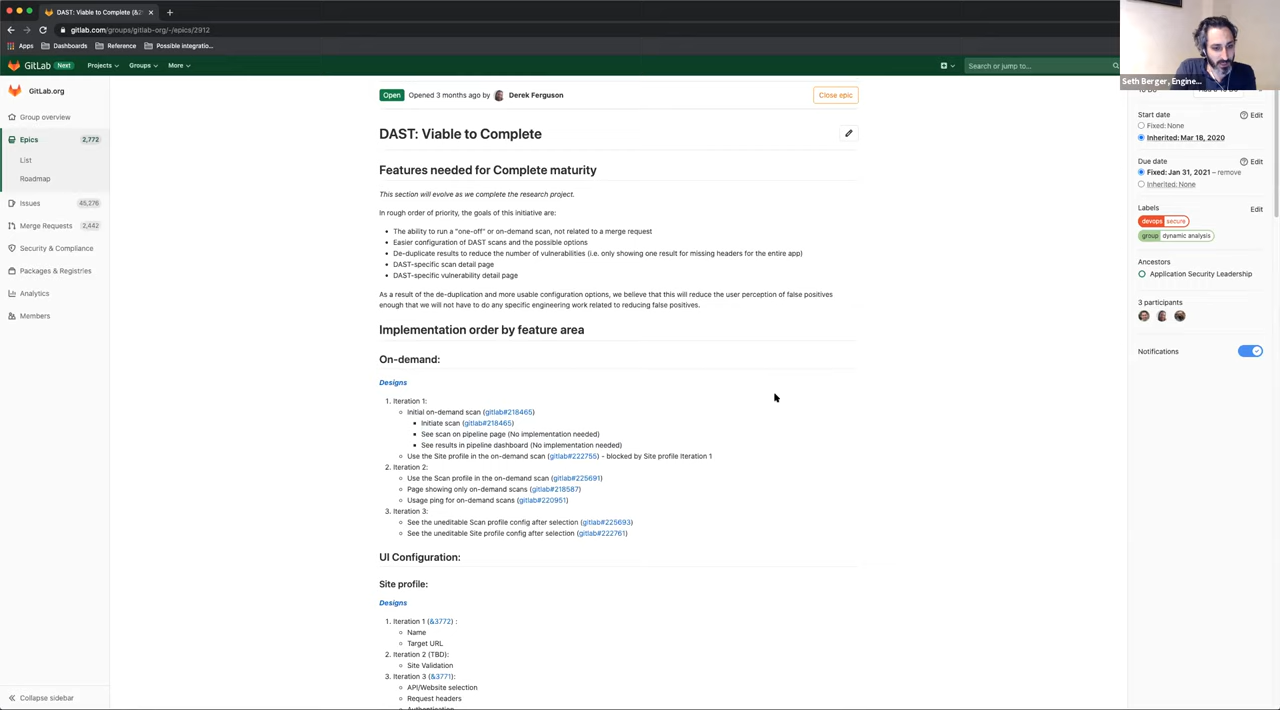 DAST: Viable to Complete (&2
gitlab.com/groups/gitlab-org/-/epics/2912
Apps Dashboards Reference Possible integratio...
GitLab Next Projects Groups More Search or jump to...
Seth Berger, Engine...
GitLab.org
Group overview
Epics 2,772
List
Roadmap
Issues 45,276
Merge Requests 2,442
Security & Compliance
Packages & Registries
Analytics
Members
Collapse sidebar
Open Opened 3 months ago by Derek Ferguson Close epic
DAST: Viable to Complete
Features needed for Complete maturity
This section will evolve as we complete the research project.
In rough order of priority, the goals of this initiative are:
The ability to run a "one-off" or on-demand scan, not related to a merge request
Easier configuration of DAST scans and the possible options
De-duplicate results to reduce the number of vulnerabilities (i.e. only showing one result for missing headers for the entire app)
DAST-specific scan detail page
DAST-specific vulnerability detail page
As a result of the de-duplication and more usable configuration options, we believe that this will reduce the user perception of false positives
enough that we will not have to do any specific engineering work related to reducing false positives.
Implementation order by feature area
On-demand:
Designs
1. Iteration 1:
Initial on-demand scan (gitlab#218465)
Initiate scan (gitlab#218465)
See scan on pipeline page (No implementation needed)
See results in pipeline dashboard (No implementation needed)
Use the Site profile in the on-demand scan (gitlab#222755) - blocked by Site profile Iteration 1
2. Iteration 2:
Use the Scan profile in the on-demand scan (gitlab#225691)
Page showing only on-demand scans (gitlab#218587)
Usage ping for on-demand scans (gitlab#220951)
3. Iteration 3:
See the uneditable Scan profile config after selection (gitlab#225693)
See the uneditable Site profile config after selection (gitlab#222761)
UI Configuration:
Site profile:
Designs
1. Iteration 1 (&3772) :
Name
Target URL
2. Iteration 2 (TBD):
Site Validation
3. Iteration 3 (&3771):
API/Website selection
Request headers
Authentication
Start date Edit
Fixed: None
Inherited: Mar 18, 2020
Due date Edit
Fixed: Jan 31, 2021 – remove
Inherited: None
Labels Edit
devops secure
group dynamic analysis
Ancestors
Application Security Leadership
3 participants
Notifications